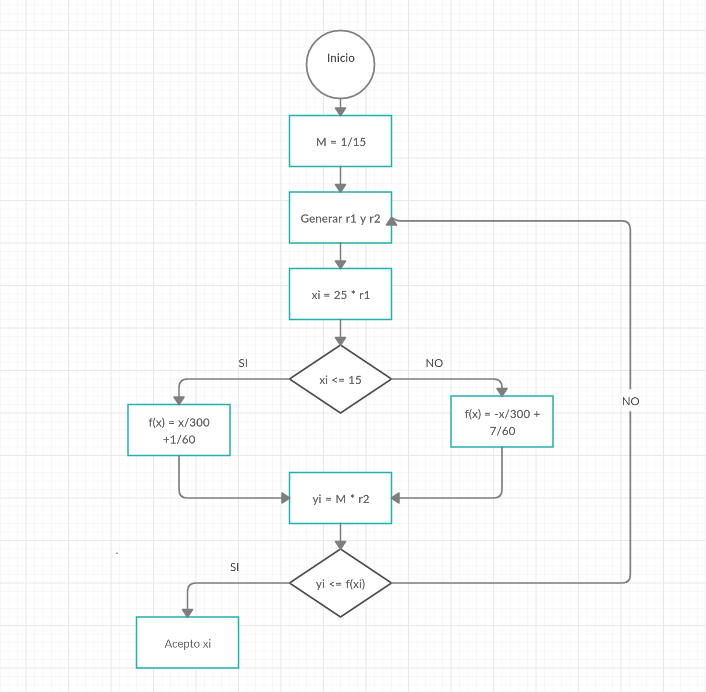 Inicio
M = 1/15
Generar r1 y r2
xi = 25 * r1
SI
NO
xi <= 15
f(x) = x/300
+1/60
f(x) = -x/300 +
7/60
NO
yi = M * r2
SI
yi <= f(xi)
Acepto xi